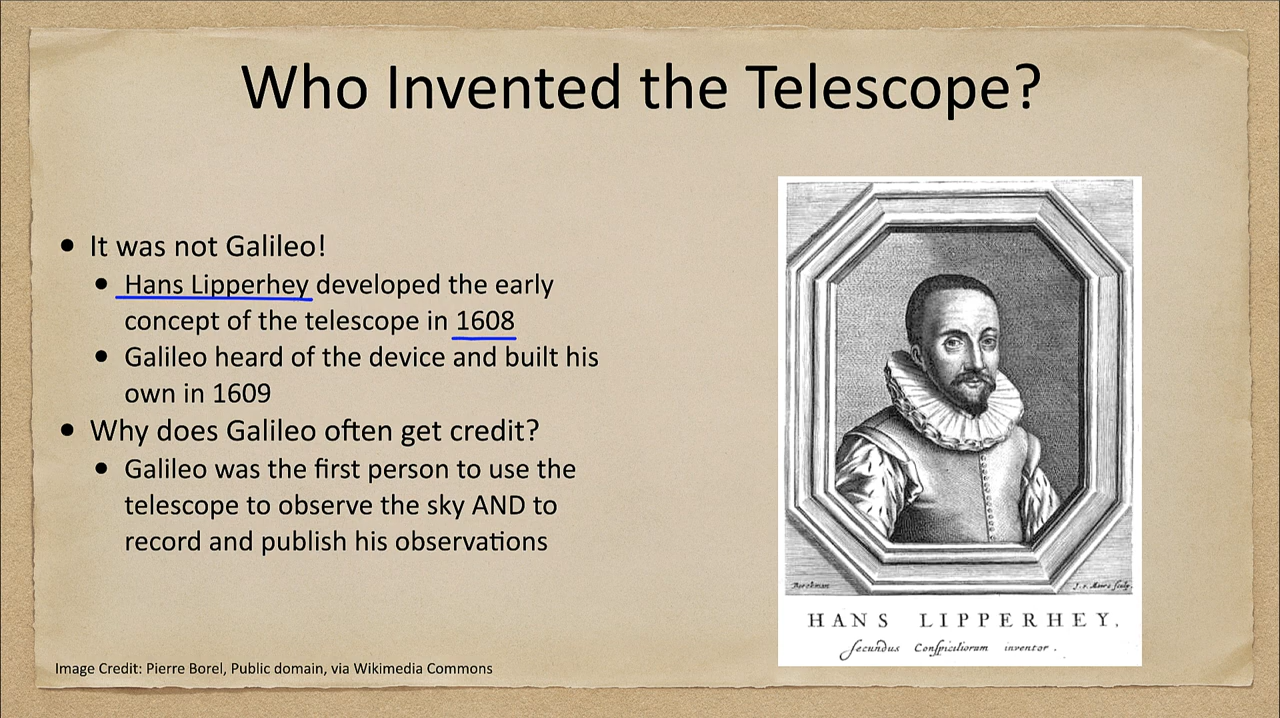 Who Invented the Telescope?
• It was not Galileo!
• Hans Lipperhey developed the early
concept of the telescope in 1608
• Galileo heard of the device and built his
own in 1609
• Why does Galileo often get credit?
• Galileo was the first person to use the
telescope to observe the sky AND to
record and publish his observations
HANS LIPPERHEY,
secundus Conspiciliorum inventor.
Image Credit: Pierre Borel, Public domain, via Wikimedia Commons